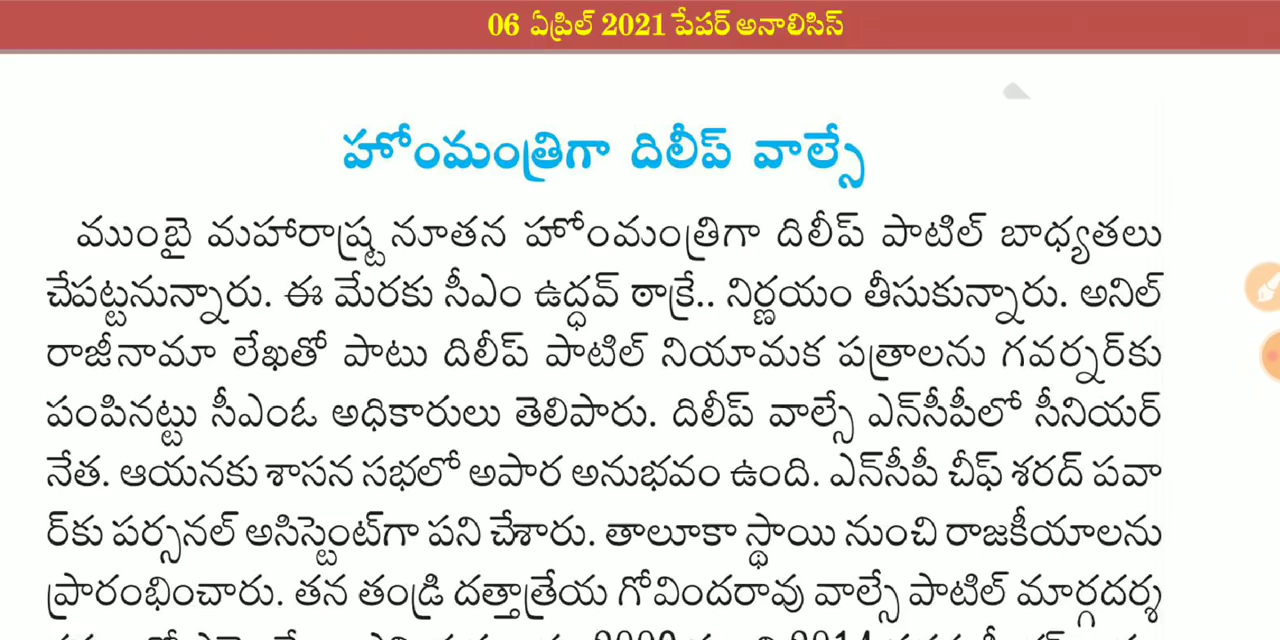 06 ఏప్రిల్ 2021 పేపర్ అనాలిసిస్
హోంమంత్రిగా దిలీప్ వాల్సే
ముంబై మహారాష్ట్ర నూతన హోంమంత్రిగా దిలీప్ పాటిల్ బాధ్యతలు
చేపట్టనున్నారు. ఈ మేరకు సీఎం ఉద్ధవ్ ఠాక్రే.. నిర్ణయం తీసుకున్నారు. అనిల్
రాజీనామా లేఖతో పాటు దిలీప్ పాటిల్ నియామక పత్రాలను గవర్నర్‌కు
పంపినట్టు సీఎంఓ అధికారులు తెలిపారు. దిలీప్ వాల్సే ఎన్‌సీపీలో సీనియర్
నేత. ఆయనకు శాసన సభలో అపార అనుభవం ఉంది. ఎన్‌సీపీ చీఫ్ శరద్ పవా
ర్‌కు పర్సనల్ అసిస్టెంట్‌గా పని చేశారు. తాలూకా స్థాయి నుంచి రాజకీయాలను
ప్రారంభించారు. తన తండ్రి దత్తాత్రేయ గోవిందరావు వాల్సే పాటిల్ మార్గదర్శ
2009 2014